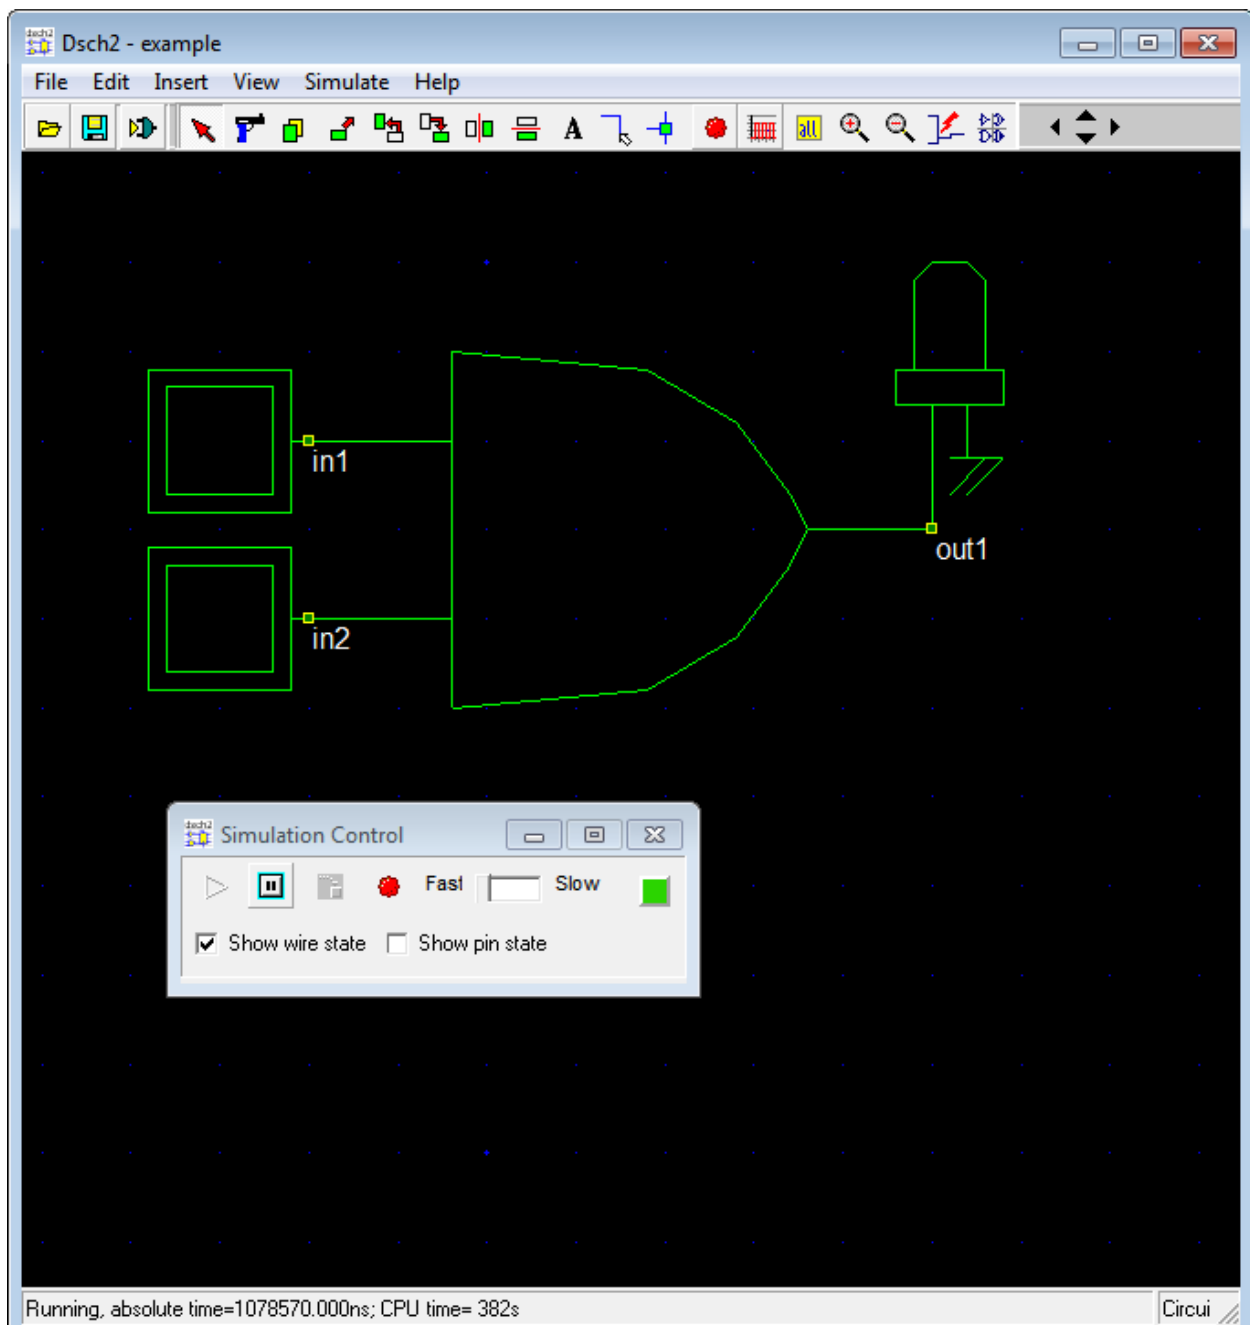 Dsch2 - example
File Edit Insert View Simulate Help
A all
in1
in2
out1
Simulation Control
Fast Slow
Show wire state Show pin state
Running, absolute time=1078570.000ns; CPU time= 382s Circui